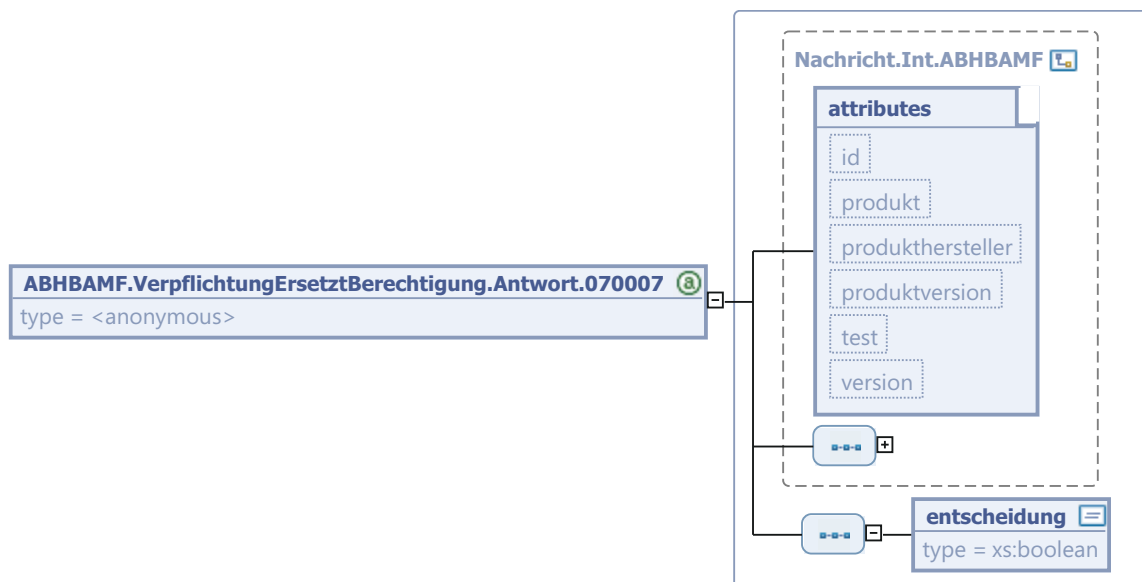 Nachricht.Int.ABHBAMF
attributes
id
produkt
produkthersteller
produktversion
test
version
ABHBAMF.VerpflichtungErsetztBerechtigung.Antwort.070007 a
type = <anonymous>
entscheidung
type = xs:boolean